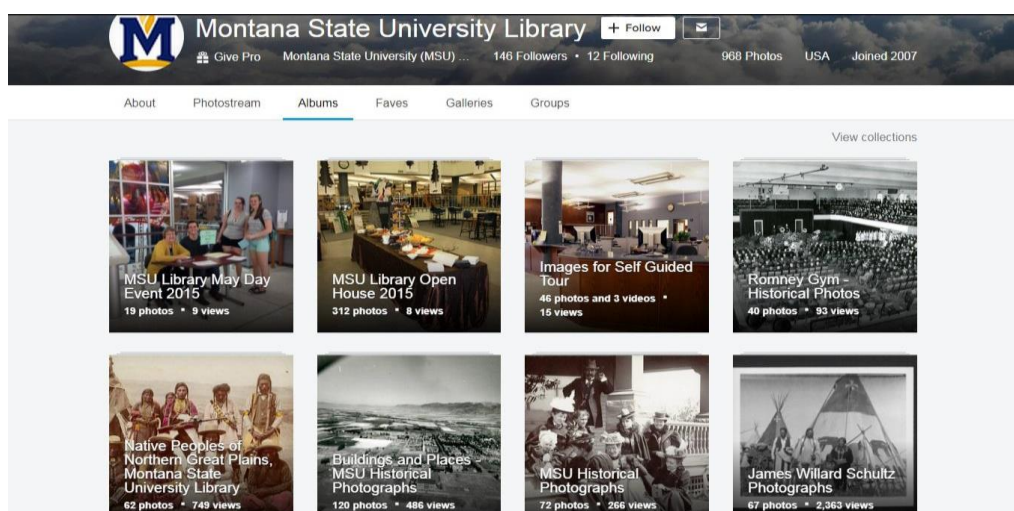 M
Montana State University Library
+ Follow
Give Pro Montana State University (MSU) ... 146 Followers • 12 Following 968 Photos USA Joined 2007
About Photostream Albums Faves Galleries Groups
View collections
MSU Library May Day
Event 2015
19 photos • 9 views
MSU Library Open
House 2015
312 photos • 8 views
Images for Self Guided
Tour
46 photos and 3 videos •
15 views
Romney Gym -
Historical Photos
40 photos • 93 views
Native Peoples of
Northern Great Plains,
Montana State
University Library
62 photos • 749 views
Buildings and Places -
MSU Historical
Photographs
120 photos • 486 views
MSU Historical
Photographs
72 photos • 266 views
James Willard Schultz
Photographs
67 photos • 2,363 views